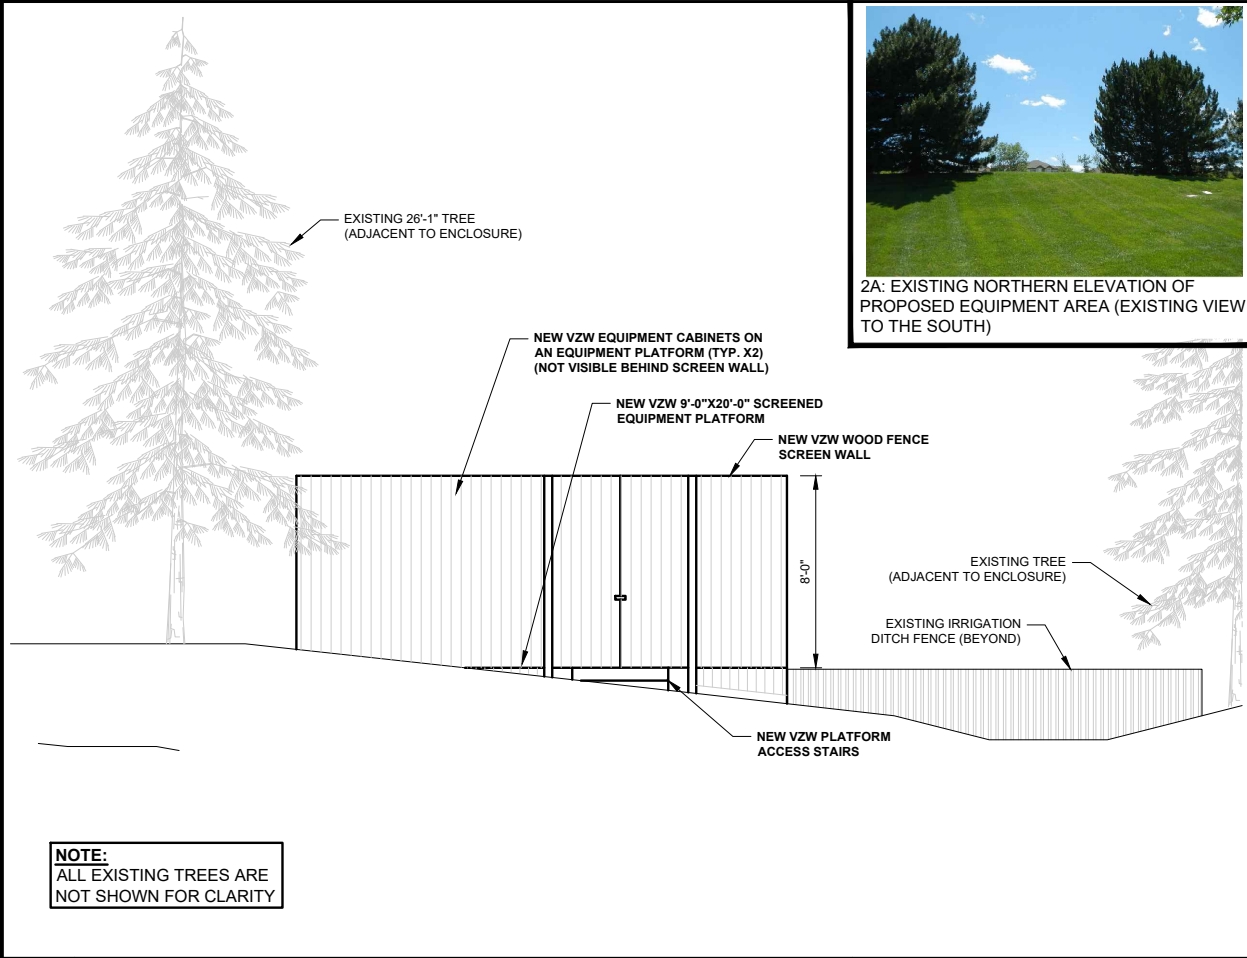 2A: EXISTING NORTHERN ELEVATION OF
PROPOSED EQUIPMENT AREA (EXISTING VIEW
TO THE SOUTH)
EXISTING 26'-1" TREE
(ADJACENT TO ENCLOSURE)
NEW VZW EQUIPMENT CABINETS ON
AN EQUIPMENT PLATFORM (TYP. X2)
(NOT VISIBLE BEHIND SCREEN WALL)
NEW VZW 9'-0"X20'-0" SCREENED
EQUIPMENT PLATFORM
NEW VZW WOOD FENCE
SCREEN WALL
8'-0"
EXISTING TREE
(ADJACENT TO ENCLOSURE)
EXISTING IRRIGATION
DITCH FENCE (BEYOND)
NEW VZW PLATFORM
ACCESS STAIRS
NOTE:
ALL EXISTING TREES ARE
NOT SHOWN FOR CLARITY